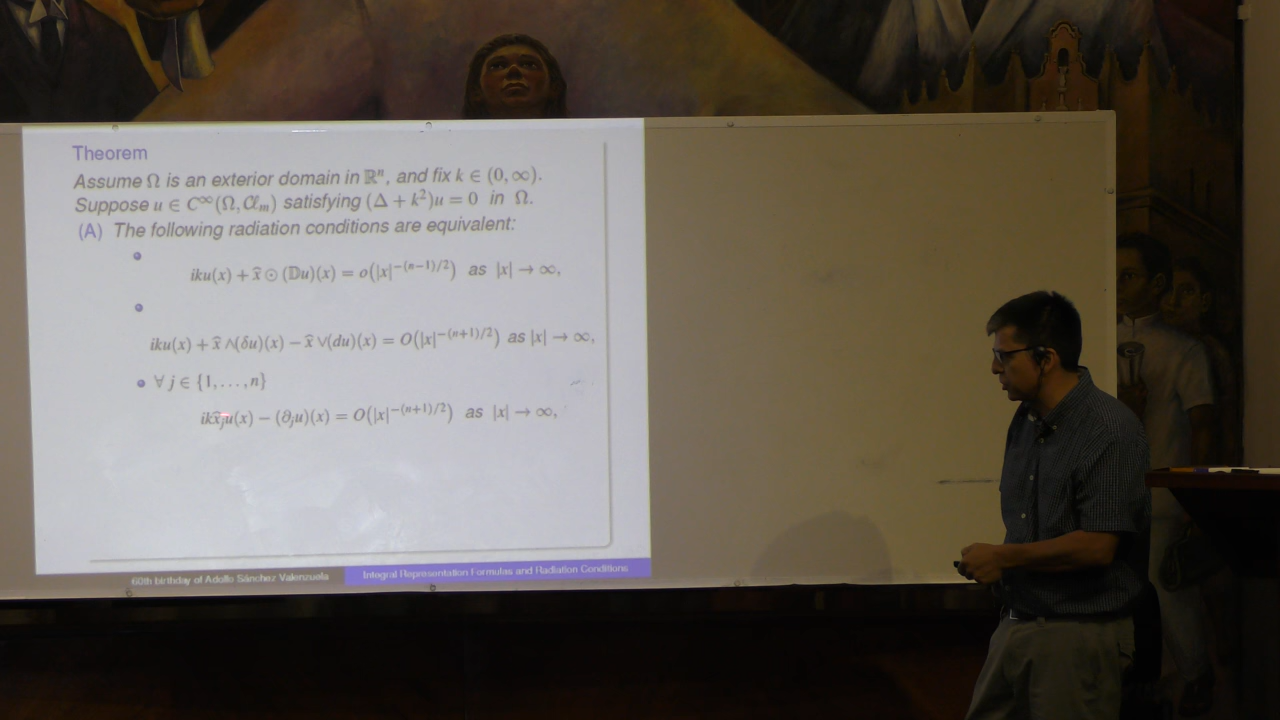 Theorem
Assume Ω is an exterior domain in ℝⁿ, and fix k ∈ (0, ∞).
Suppose u ∈ C^∞(Ω, Cℓ_m) satisfying (Δ + k²)u = 0 in Ω.
(A) The following radiation conditions are equivalent:
iku(x) + x̂ ⊙ (𝔻u)(x) = o(|x|^{-(n-1)/2}) as |x| → ∞,
iku(x) + x̂ ∧(δu)(x) − x̂ ∨(du)(x) = O(|x|^{-(n+1)/2}) as |x| → ∞,
∀ j ∈ {1, …, n}
ikx̂_j u(x) − (∂_j u)(x) = O(|x|^{-(n+1)/2}) as |x| → ∞,
60th birthday of Adolfo Sánchez Valenzuela Integral Representation Formulas and Radiation Conditions